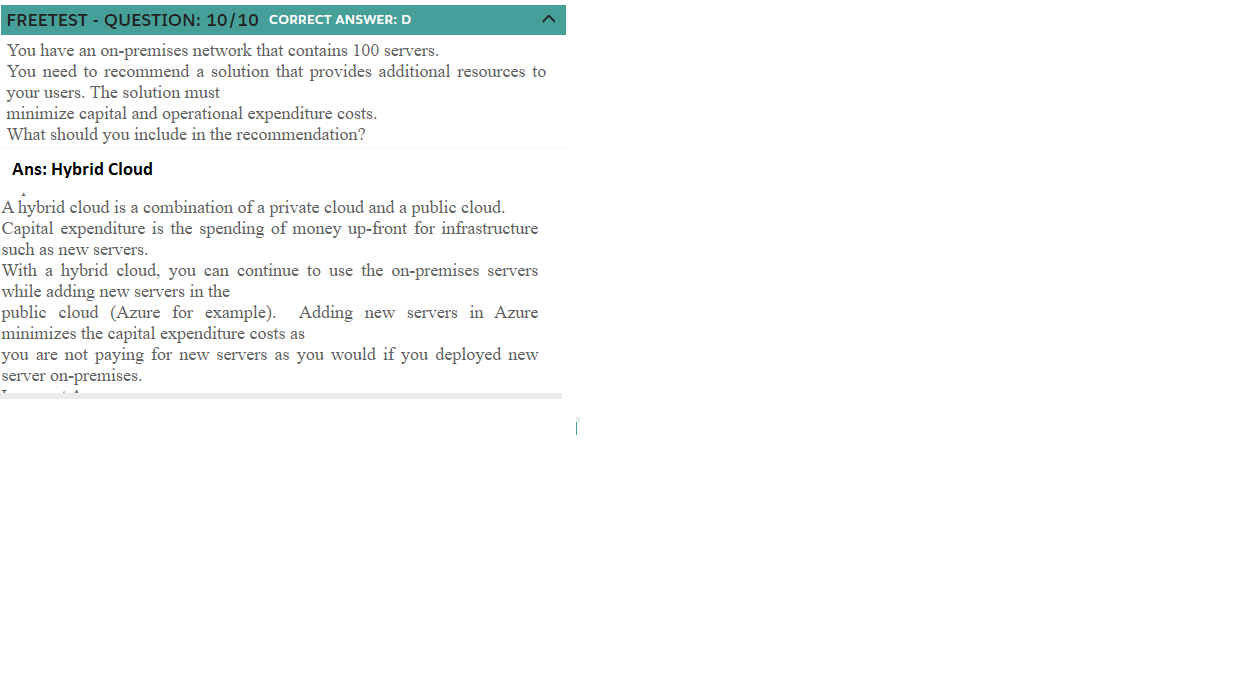 FREETEST - QUESTION: 10/10 CORRECT ANSWER: D
You have an on-premises network that contains 100 servers.
You need to recommend a solution that provides additional resources to
your users. The solution must
minimize capital and operational expenditure costs.
What should you include in the recommendation?
Ans: Hybrid Cloud
A hybrid cloud is a combination of a private cloud and a public cloud.
Capital expenditure is the spending of money up-front for infrastructure
such as new servers.
With a hybrid cloud, you can continue to use the on-premises servers
while adding new servers in the
public cloud (Azure for example). Adding new servers in Azure
minimizes the capital expenditure costs as
you are not paying for new servers as you would if you deployed new
server on-premises.